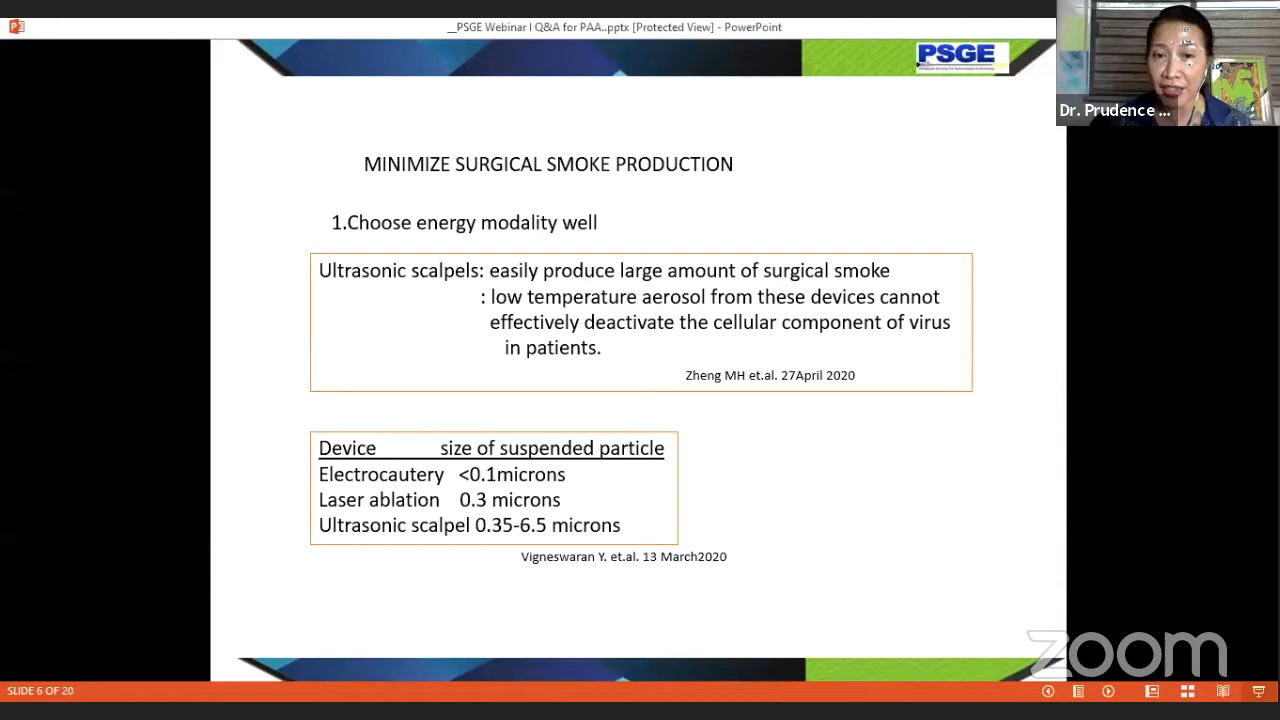 _PSGE Webinar I Q&A for PAA..pptx [Protected View] - PowerPoint
PSGE
Dr. Prudence ...
MINIMIZE SURGICAL SMOKE PRODUCTION
1.Choose energy modality well
Ultrasonic scalpels: easily produce large amount of surgical smoke
: low temperature aerosol from these devices cannot
effectively deactivate the cellular component of virus
in patients.
Zheng MH et.al. 27April 2020
Device size of suspended particle
Electrocautery <0.1microns
Laser ablation 0.3 microns
Ultrasonic scalpel 0.35-6.5 microns
Vigneswaran Y. et.al. 13 March2020
zoom
SLIDE 6 OF 20